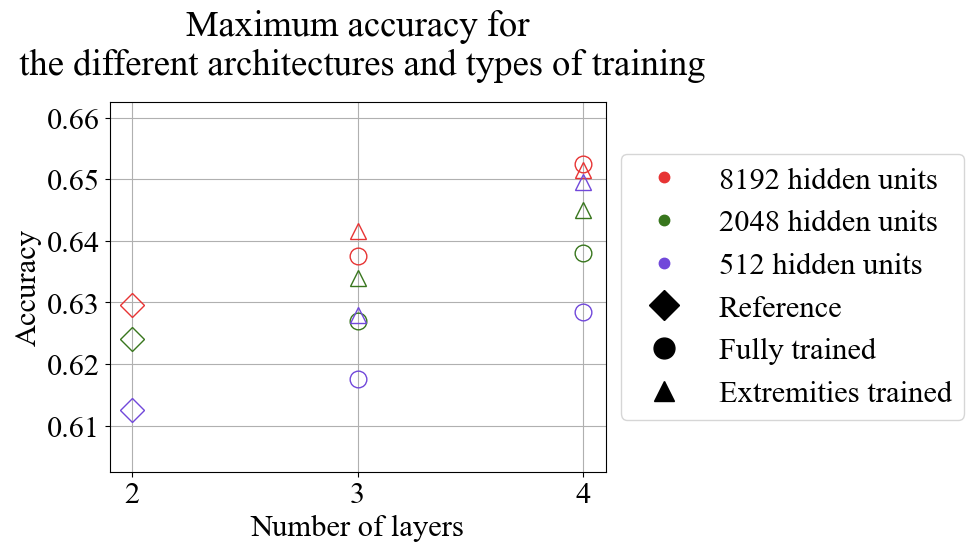 Maximum accuracy for
the different architectures and types of training
0.66
0.65
0.64
0.63
0.62
0.61
Accuracy
2 3 4
Number of layers
8192 hidden units
2048 hidden units
512 hidden units
Reference
Fully trained
Extremities trained